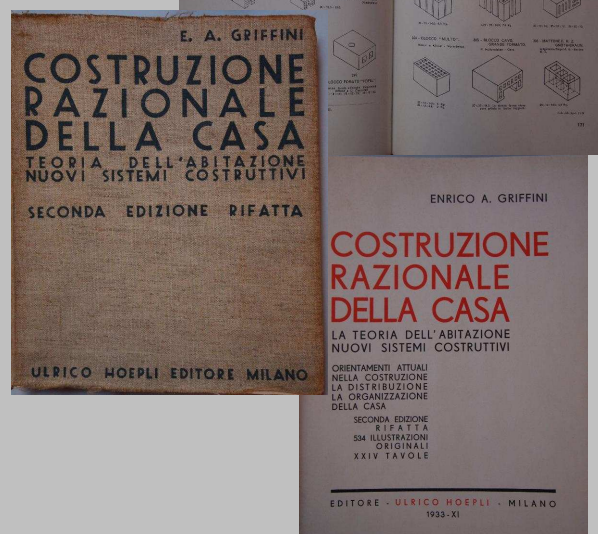 E. A. GRIFFINI
COSTRUZIONE
RAZIONALE
DELLA CASA
TEORIA DELL'ABITAZIONE
NUOVI SISTEMI COSTRUTTIVI
SECONDA EDIZIONE RIFATTA
ULRICO HOEPLI EDITORE MILANO
ENRICO A. GRIFFINI
COSTRUZIONE
RAZIONALE
DELLA CASA
LA TEORIA DELL'ABITAZIONE
NUOVI SISTEMI COSTRUTTIVI
ORIENTAMENTI ATTUALI
NELLA COSTRUZIONE
LA DISTRIBUZIONE
LA ORGANIZZAZIONE
DELLA CASA
SECONDA EDIZIONE
RIFATTA
534 ILLUSTRAZIONI
ORIGINALI
XXIV TAVOLE
EDITORE - ULRICO HOEPLI - MILANO
1933-XI